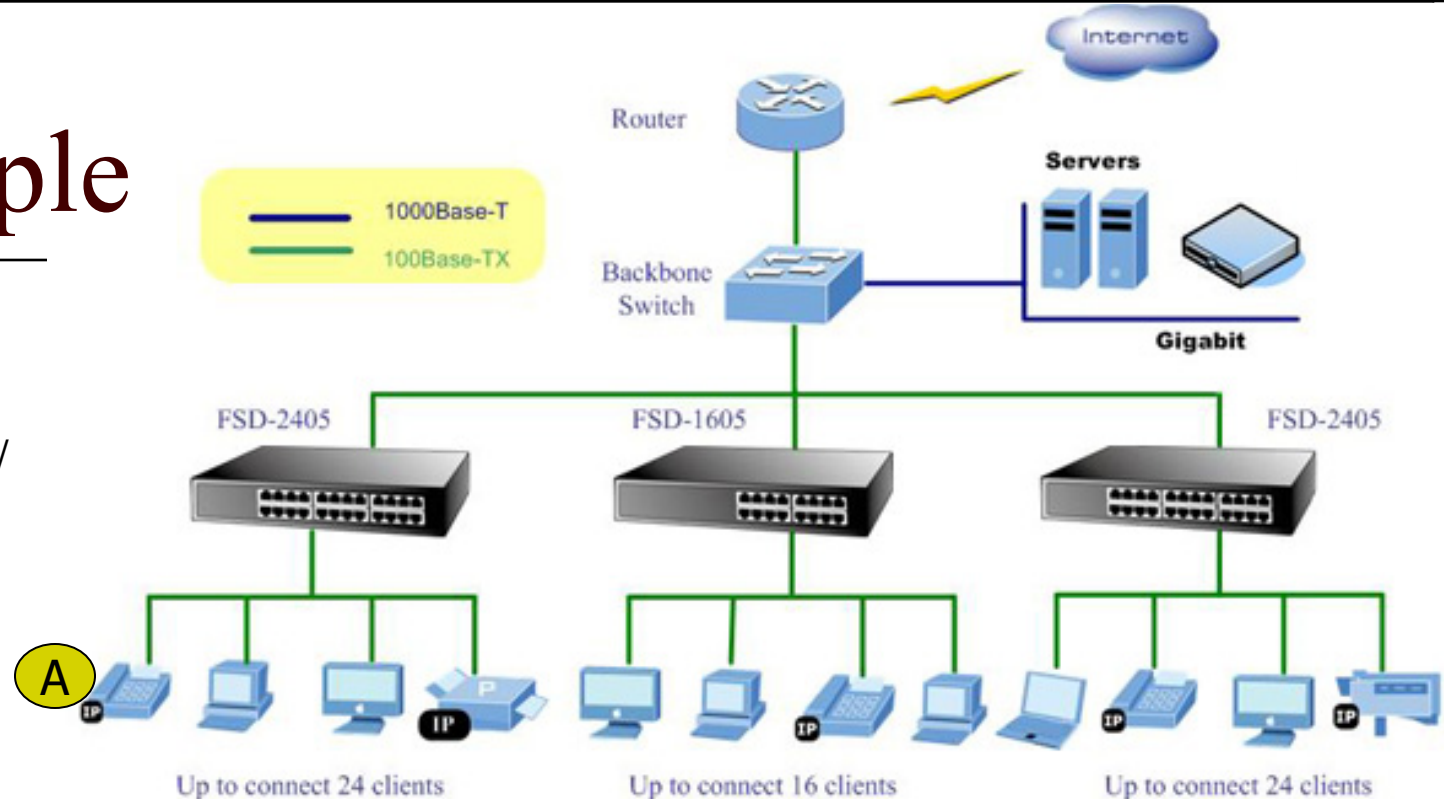 Internet
Router
ple
Servers
1000Base-T
100Base-TX
Backbone
Switch
Gigabit
FSD-2405
FSD-1605
FSD-2405
/
A
IP
P
IP
IP
IP
IP
Up to connect 24 clients
Up to connect 16 clients
Up to connect 24 clients